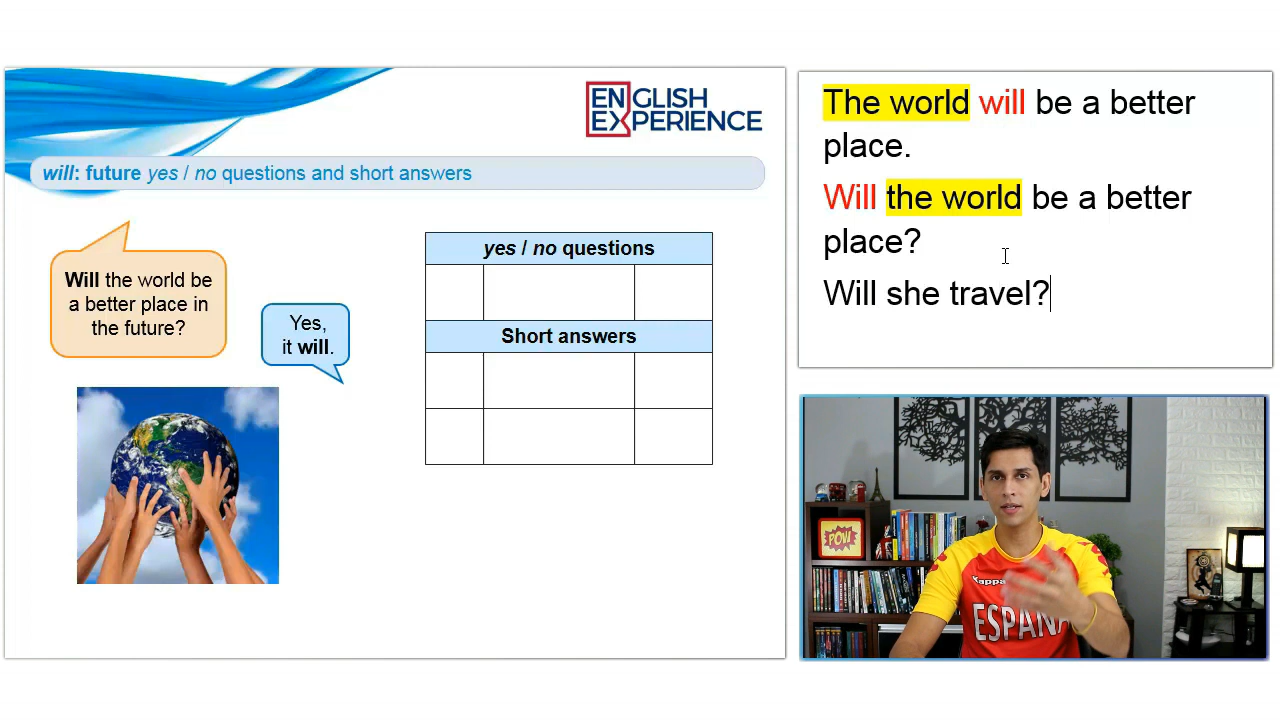 ENGLISH
EXPERIENCE
will: future yes / no questions and short answers
Will the world be
a better place in
the future?
Yes,
it will.
yes / no questions
Short answers
The world will be a better
place.
Will the world be a better
place?
Will she travel?
POW!
Kappa
ESPAÑA